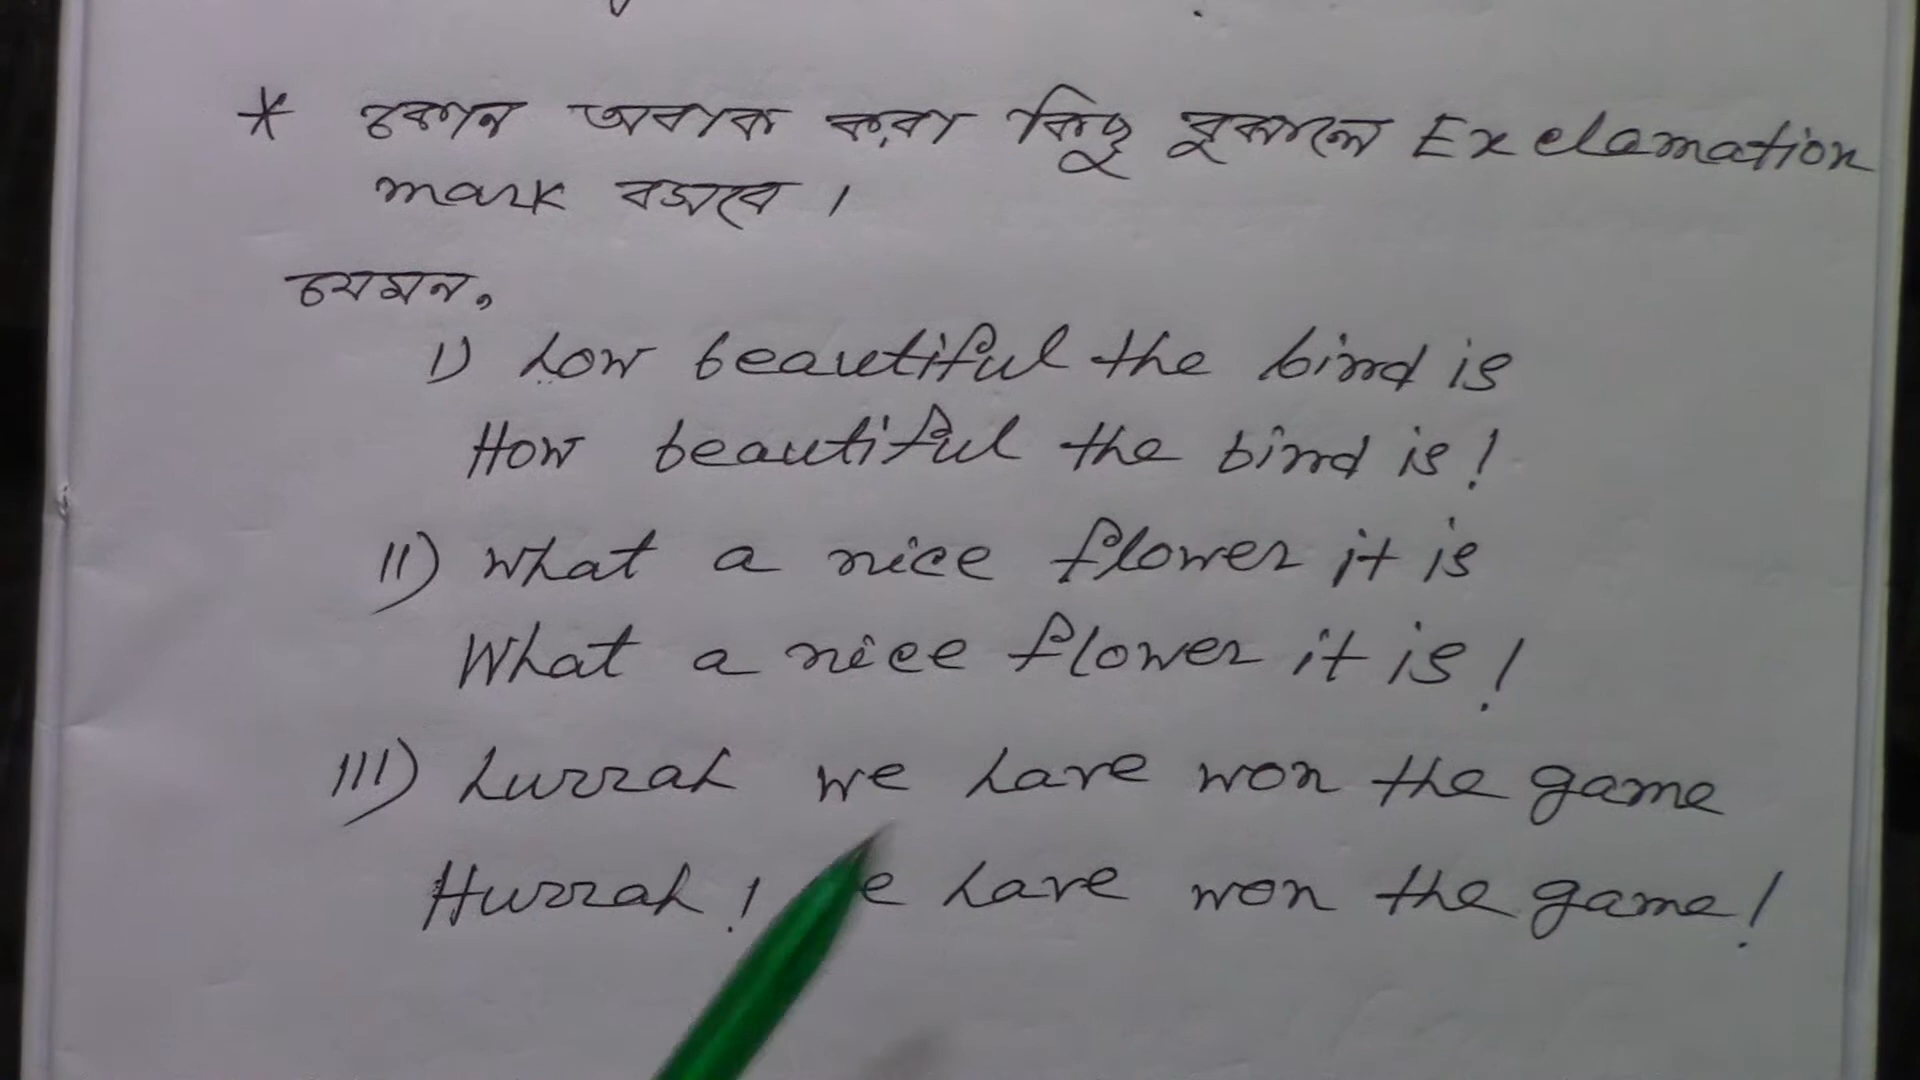 * কোন অবাক করা কিছু বুঝালে Exclamation
mark বসাবে ।
যেমন,
i) how beautiful the bird is
How beautiful the bird is!
ii) what a nice flower it is
What a nice flower it is!
iii) hurrah we have won the game
Hurrah! have won the game!